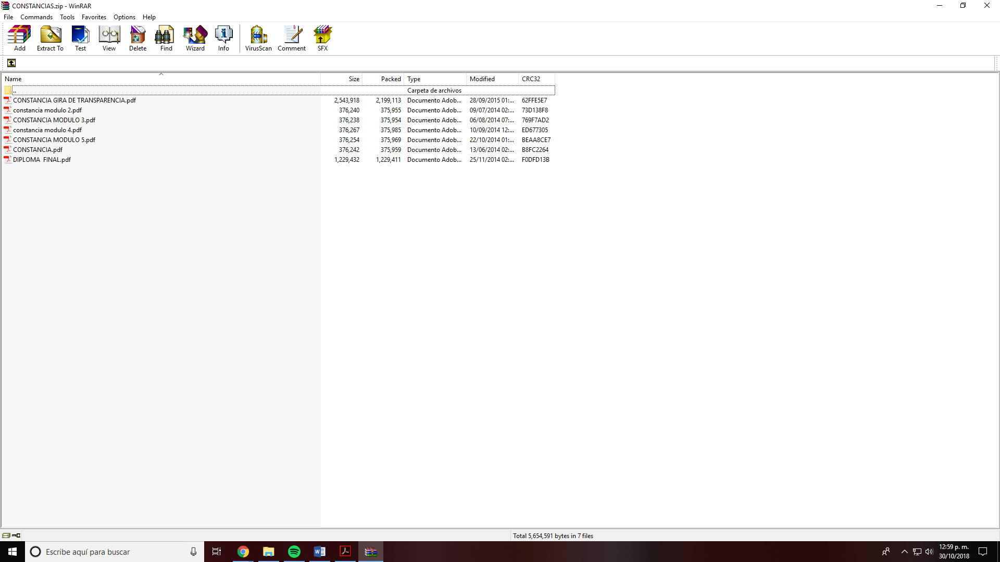 CONSTANCIAS.zip - WinRAR
File Commands Tools Favorites Options Help
Add Extract To Test View Delete Find Wizard Info VirusScan Comment SFX
Name Size Packed Type Modified CRC32
.. Carpeta de archivos
CONSTANCIA GIRA DE TRANSPARENCIA.pdf 2,543,918 2,199,113 Documento Adob... 28/09/2015 01:... 62FFE5E7
constancia modulo 2.pdf 376,240 375,955 Documento Adob... 09/07/2014 02:... 73D138F8
CONSTANCIA MODULO 3.pdf 376,238 375,954 Documento Adob... 06/08/2014 07:... 769F7AD2
constancia modulo 4.pdf 376,267 375,985 Documento Adob... 10/09/2014 12:... ED677305
CONSTANCIA MODULO 5.pdf 376,254 375,969 Documento Adob... 22/10/2014 01:... BEAA8CE7
CONSTANCIA.pdf 376,242 375,959 Documento Adob... 13/06/2014 02:... B8FC2264
DIPLOMA  FINAL.pdf 1,229,432 1,229,411 Documento Adob... 25/11/2014 02:... F0DFD13B
Total 5,654,591 bytes in 7 files
Escribe aquí para buscar
12:59 p. m.
30/10/2018